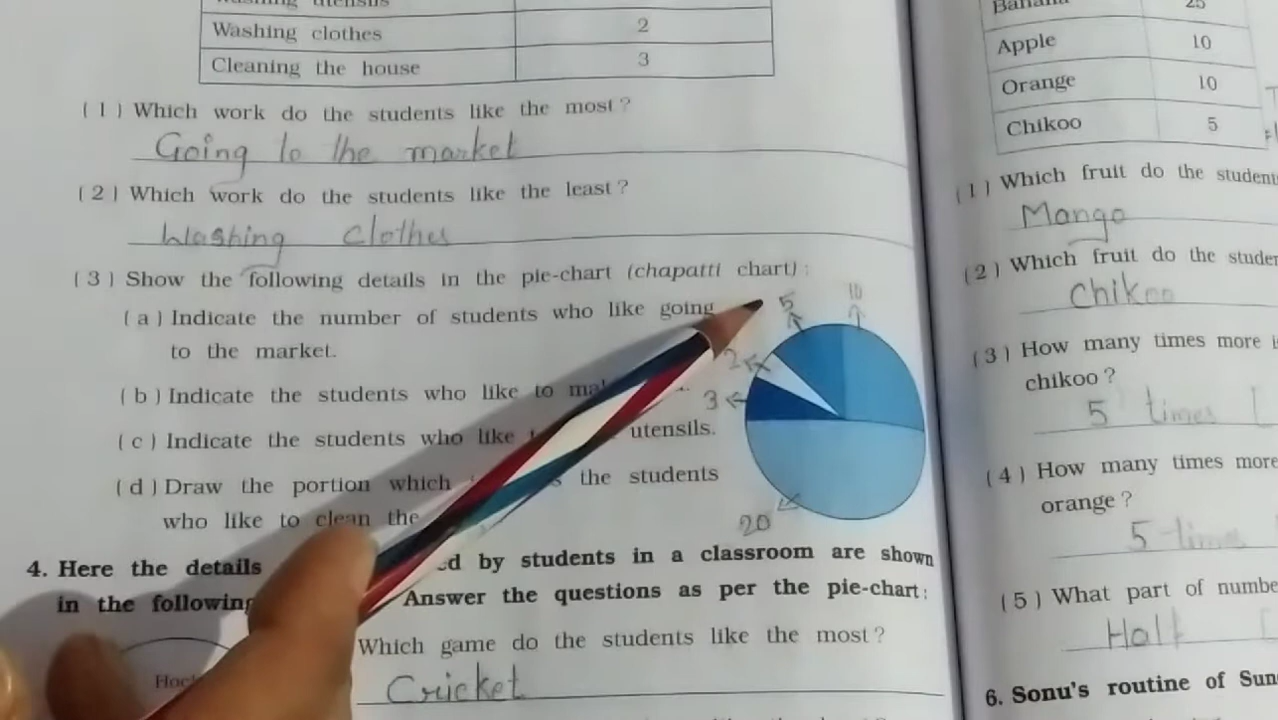 Washing utensils
Washing clothes 2
Cleaning the house 3
( 1 ) Which work do the students like the most ?
Going to the market
( 2 ) Which work do the students like the least ?
Washing Clothes
( 3 ) Show the following details in the pie-chart (chapatti chart) :
( a ) Indicate the number of students who like going
to the market.
( b ) Indicate the students who like to
( c ) Indicate the students who like utensils.
( d ) Draw the portion which the students
who like to clean the
5
10
2
3
20
4. Here the details by students in a classroom are shown
in the following Answer the questions as per the pie-chart :
Which game do the students like the most ?
Cricket
Banana 25
Apple 10
Orange 10
Chikoo 5
( 1 ) Which fruit do the
Mango
( 2 ) Which fruit do the
Chikoo
( 3 ) How many times more
chikoo ?
5 times
( 4 ) How many times more
orange ?
5 times
( 5 ) What part of
Half
6. Sonu's routine of